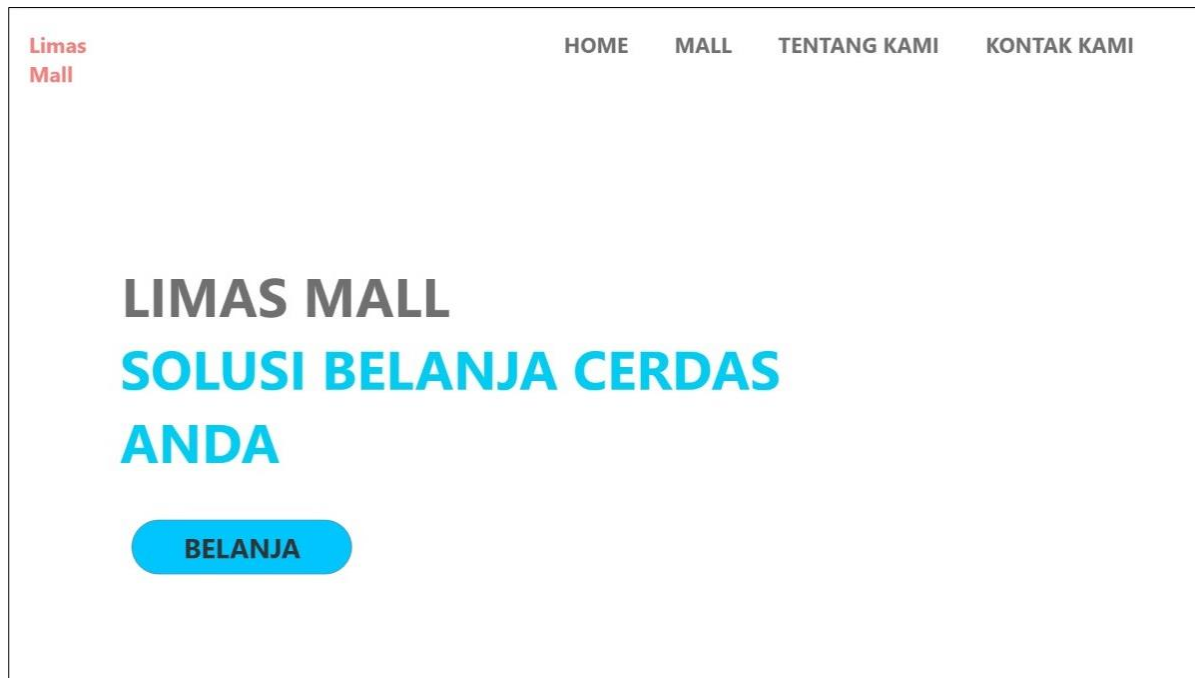 Limas
Mall
HOME MALL TENTANG KAMI KONTAK KAMI
LIMAS MALL
SOLUSI BELANJA CERDAS
ANDA
BELANJA